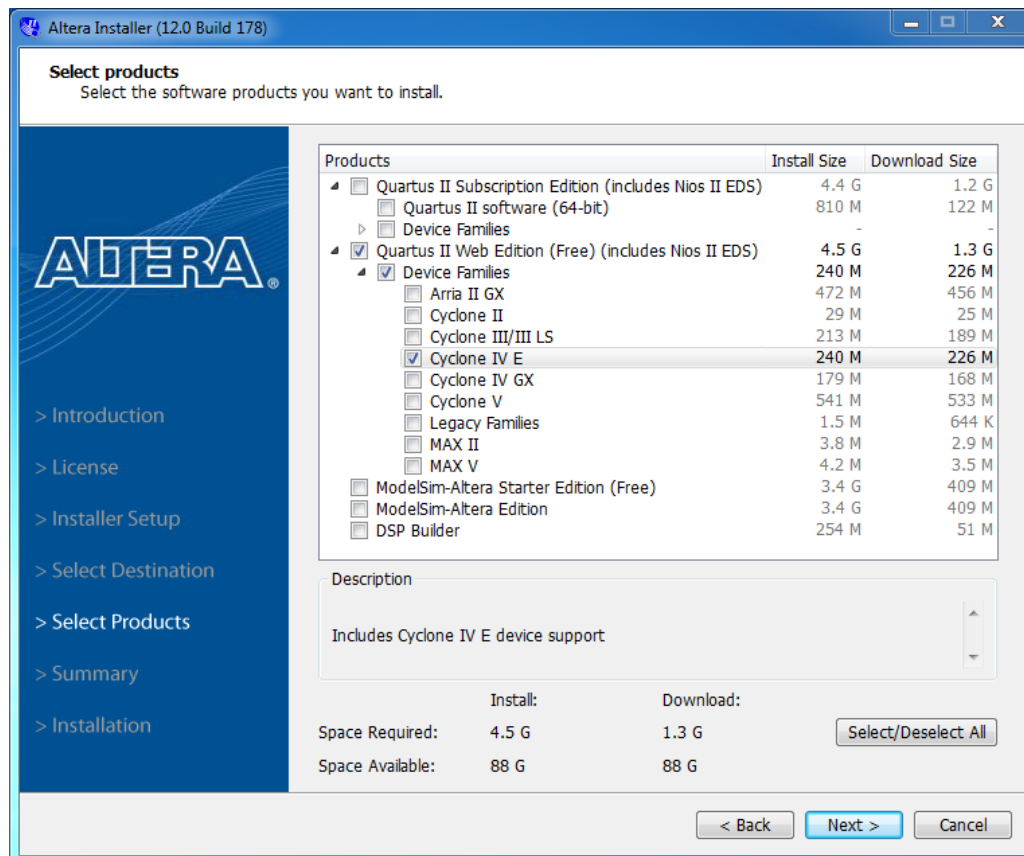 Altera Installer (12.0 Build 178)
Select products
Select the software products you want to install.
ALTERA®
> Introduction
> License
> Installer Setup
> Select Destination
> Select Products
> Summary
> Installation
Products Install Size Download Size
Quartus II Subscription Edition (includes Nios II EDS) 4.4 G 1.2 G
Quartus II software (64-bit) 810 M 122 M
Device Families - -
Quartus II Web Edition (Free) (includes Nios II EDS) 4.5 G 1.3 G
Device Families 240 M 226 M
Arria II GX 472 M 456 M
Cyclone II 29 M 25 M
Cyclone III/III LS 213 M 189 M
Cyclone IV E 240 M 226 M
Cyclone IV GX 179 M 168 M
Cyclone V 541 M 533 M
Legacy Families 1.5 M 644 K
MAX II 3.8 M 2.9 M
MAX V 4.2 M 3.5 M
ModelSim-Altera Starter Edition (Free) 3.4 G 409 M
ModelSim-Altera Edition 3.4 G 409 M
DSP Builder 254 M 51 M
Description
Includes Cyclone IV E device support
Install: Download:
Space Required: 4.5 G 1.3 G
Select/Deselect All
Space Available: 88 G 88 G
< Back Next > Cancel